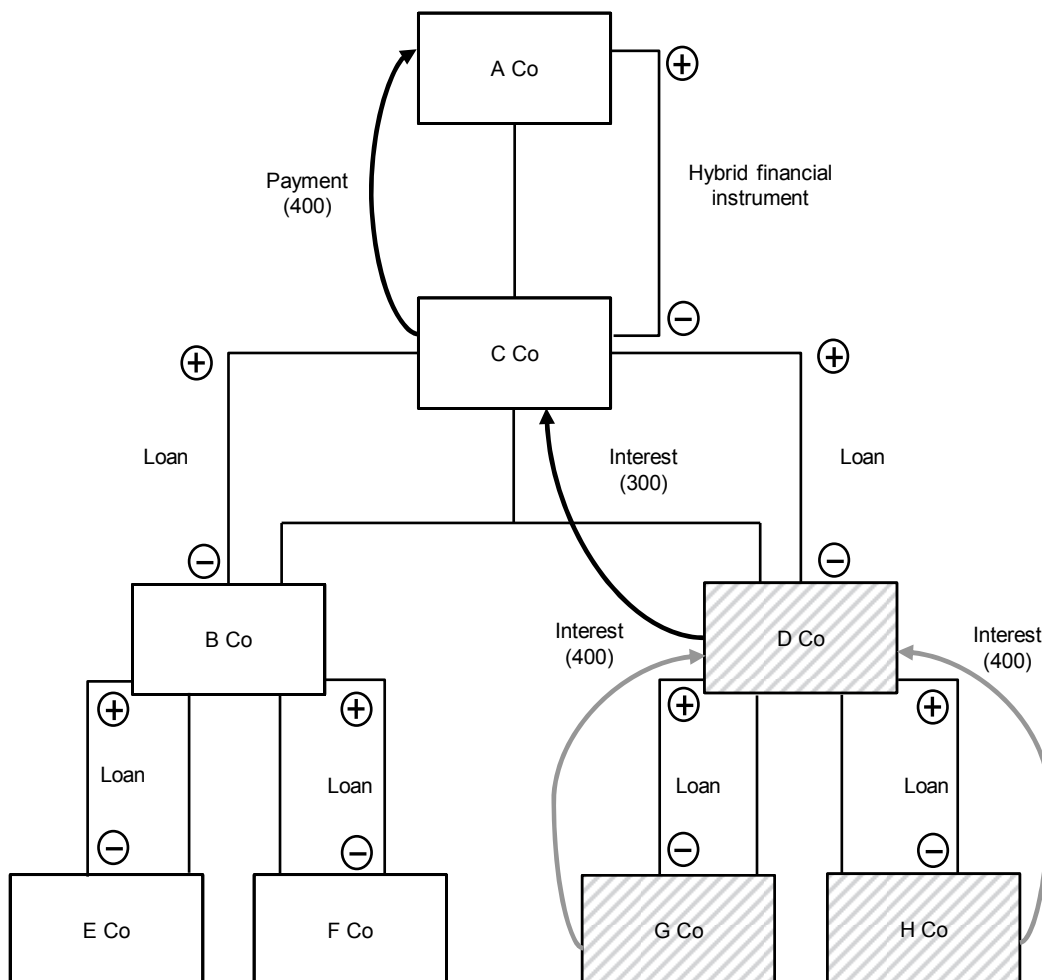 A Co
+
Payment
(400)
Hybrid financial
instrument
−
C Co
+
+
Loan
Interest
(300)
Loan
−
−
B Co
Interest
(400)
D Co
Interest
(400)
+
+
+
+
Loan
Loan
Loan
Loan
−
−
−
−
E Co
F Co
G Co
H Co